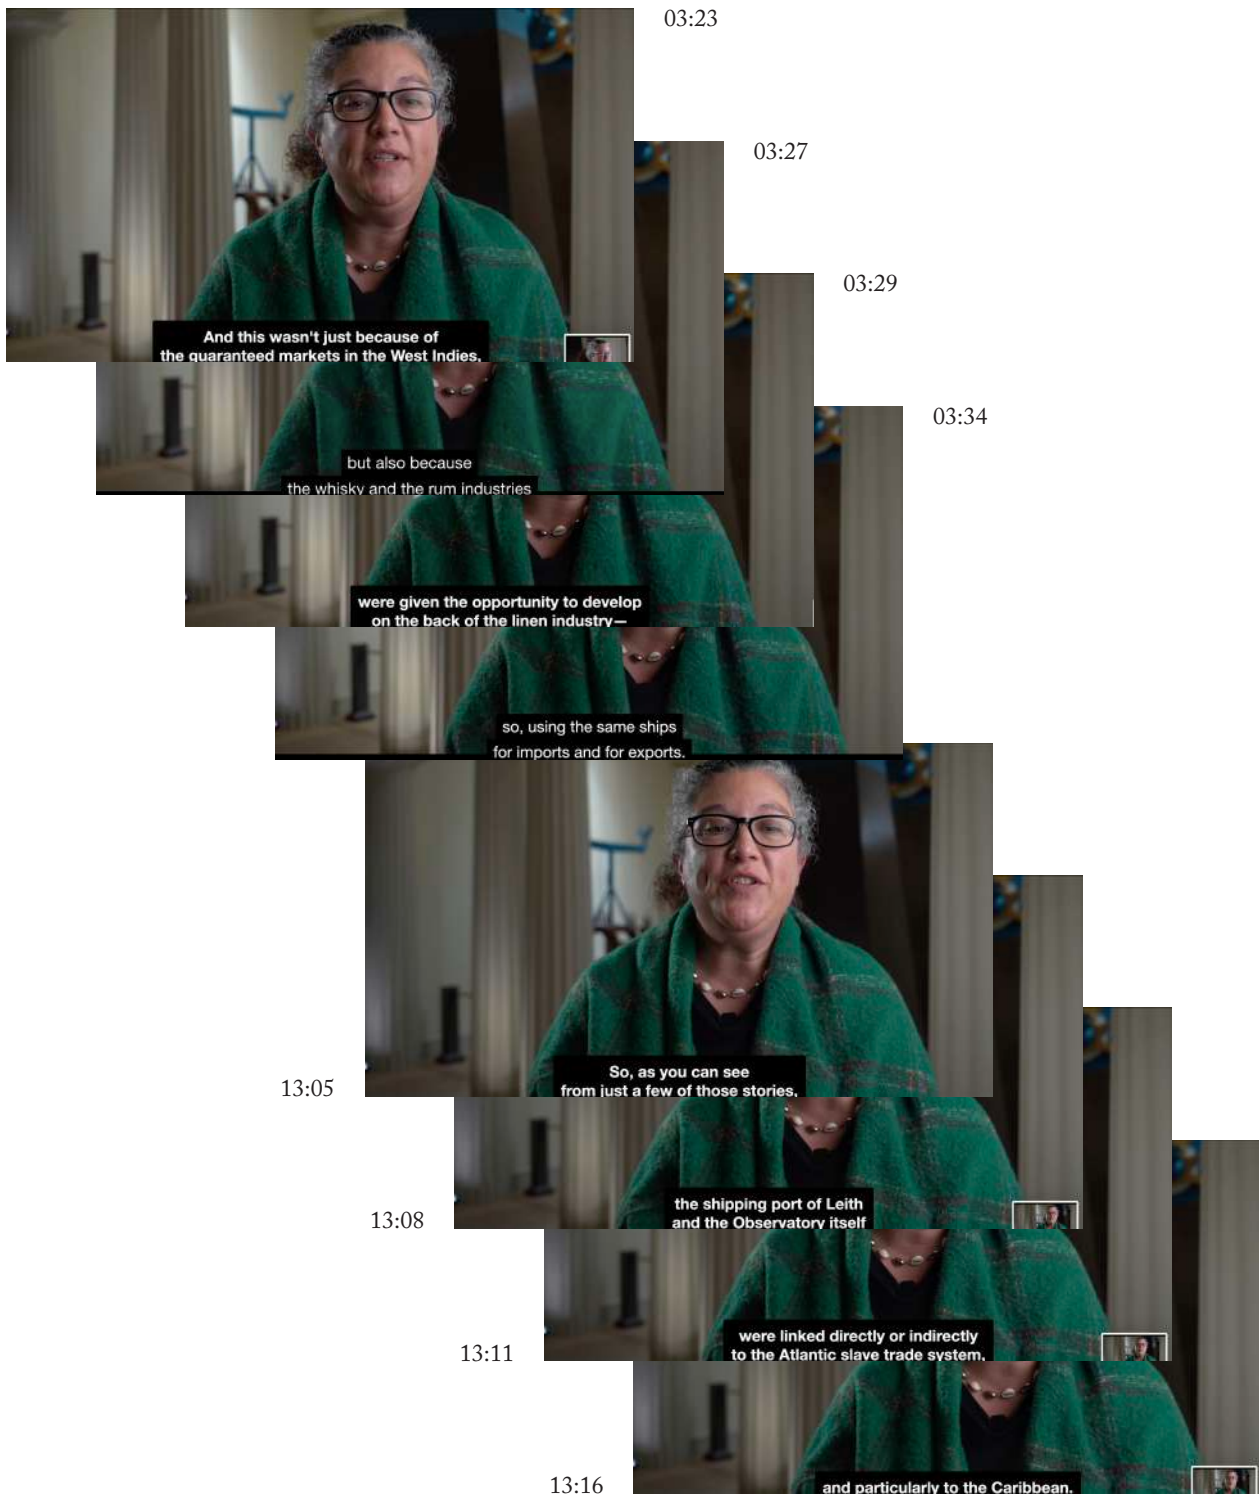 03:23
And this wasn't just because of
the guaranteed markets in the West Indies,
03:27
but also because
the whisky and the rum industries
03:29
were given the opportunity to develop
on the back of the linen industry—
03:34
so, using the same ships
for imports and for exports.
13:05
So, as you can see
from just a few of those stories,
13:08
the shipping port of Leith
and the Observatory itself
13:11
were linked directly or indirectly
to the Atlantic slave trade system,
13:16
and particularly to the Caribbean.